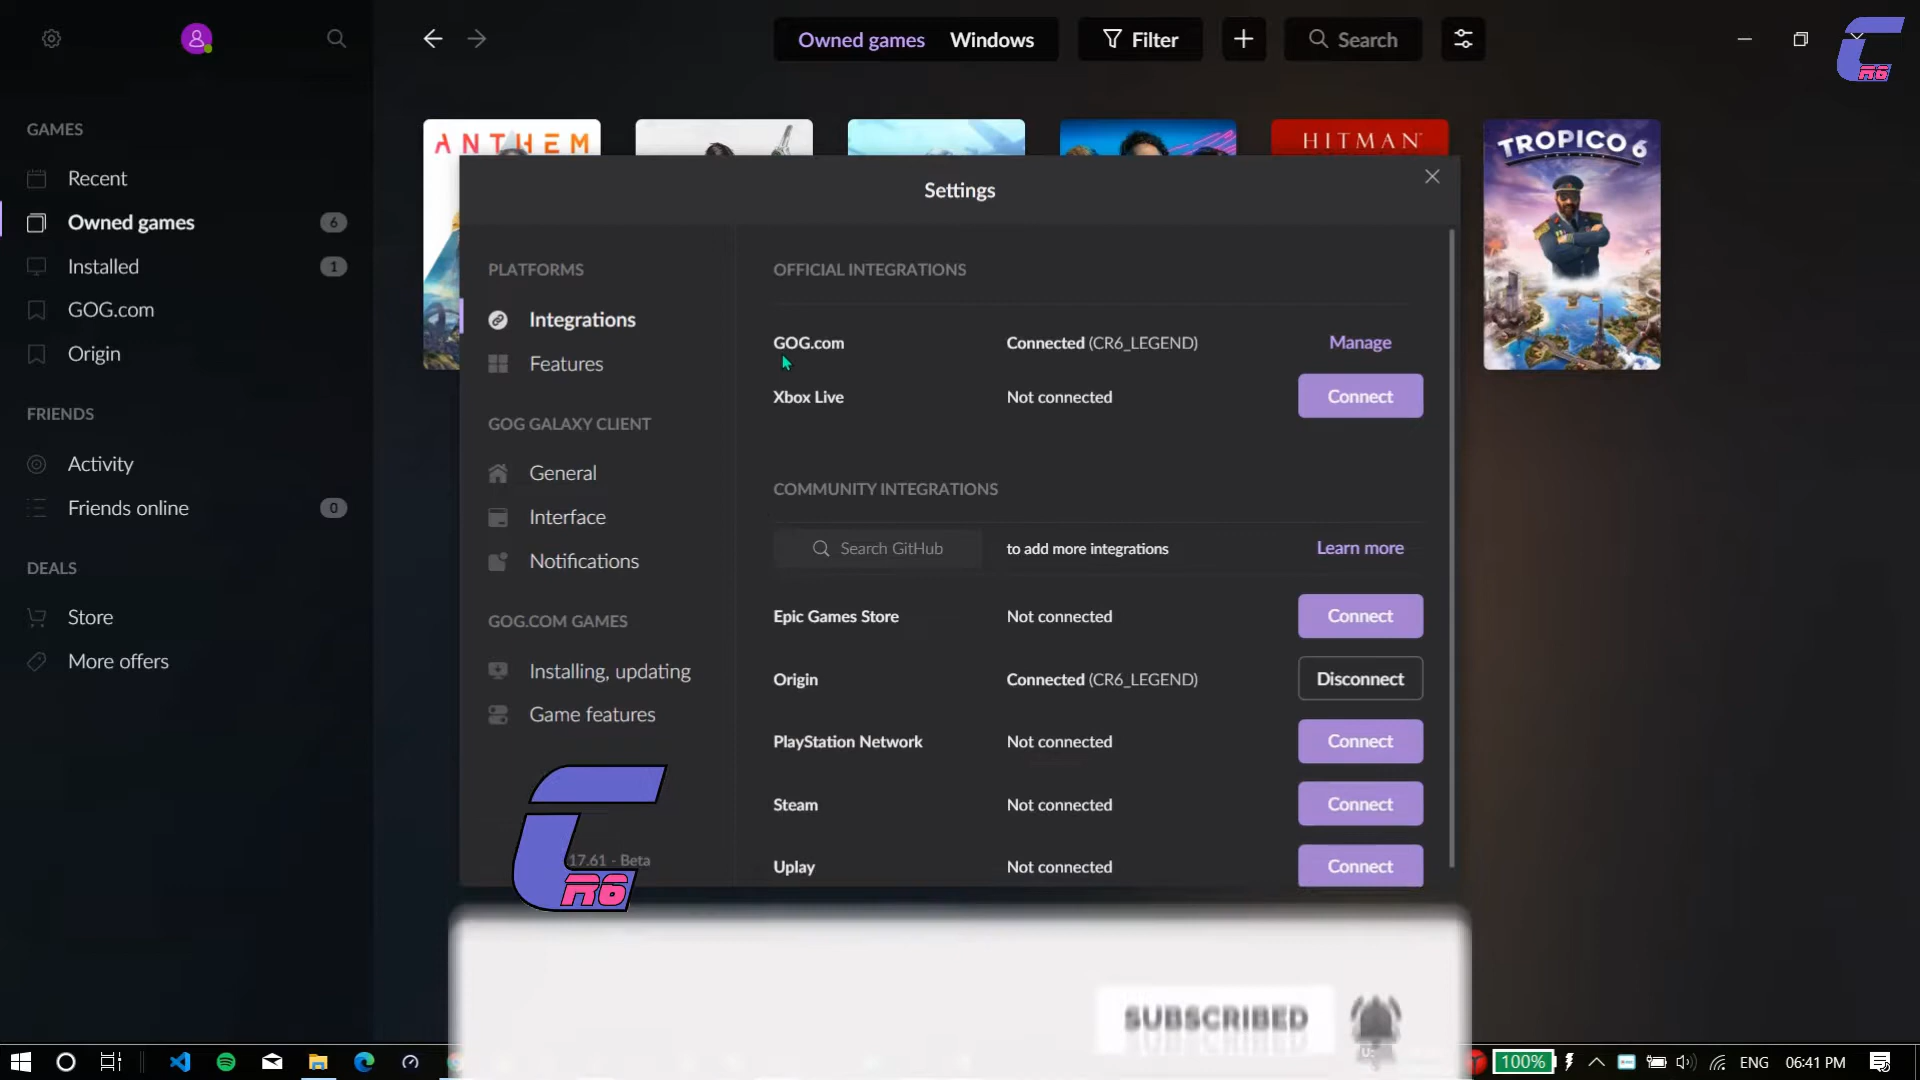 Owned games Windows Filter Search
R6
GAMES
Recent
Owned games 6
Installed 1
GOG.com
Origin
FRIENDS
Activity
Friends online 0
DEALS
Store
More offers
ANTHEM
HITMAN
TROPICO 6
Settings
PLATFORMS
Integrations
Features
GOG GALAXY CLIENT
General
Interface
Notifications
GOG.COM GAMES
Installing, updating
Game features
17.61 - Beta
R6
OFFICIAL INTEGRATIONS
GOG.com Connected (CR6_LEGEND) Manage
Xbox Live Not connected Connect
COMMUNITY INTEGRATIONS
Search GitHub to add more integrations Learn more
Epic Games Store Not connected Connect
Origin Connected (CR6_LEGEND) Disconnect
PlayStation Network Not connected Connect
Steam Not connected Connect
Uplay Not connected Connect
SUBSCRIBED
100% ENG 06:41 PM